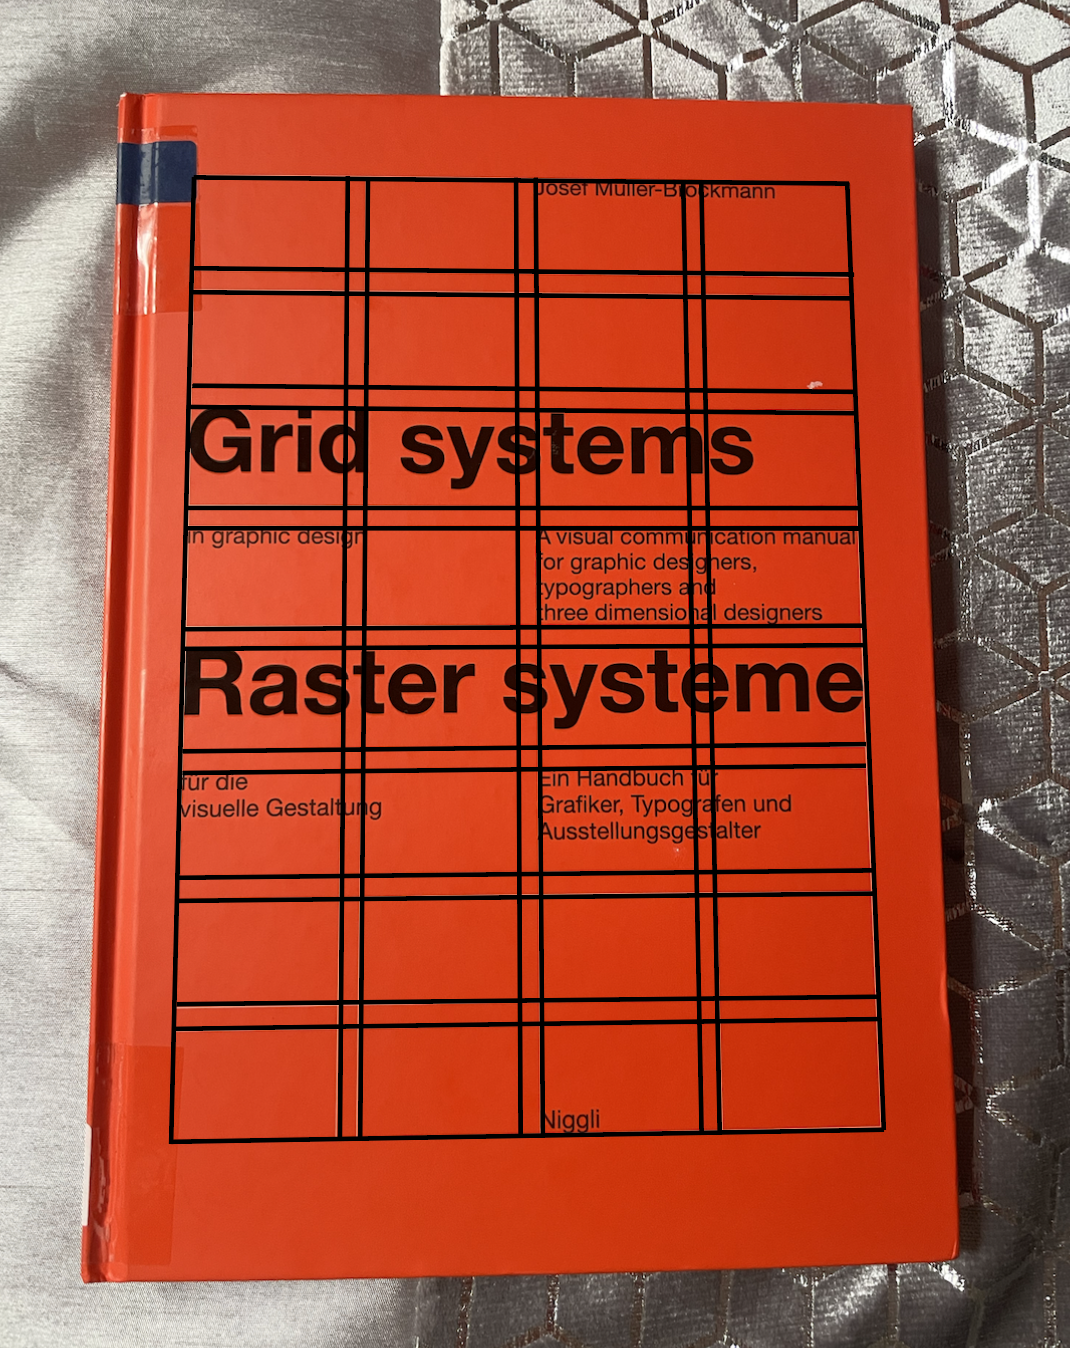 Josef Müller-Brockmann
Grid systems
in graphic design
A visual communication manual
for graphic designers,
typographers and
three dimensional designers
Raster systeme
für die
visuelle Gestaltung
Ein Handbuch für
Grafiker, Typografen und
Ausstellungsgestalter
Niggli